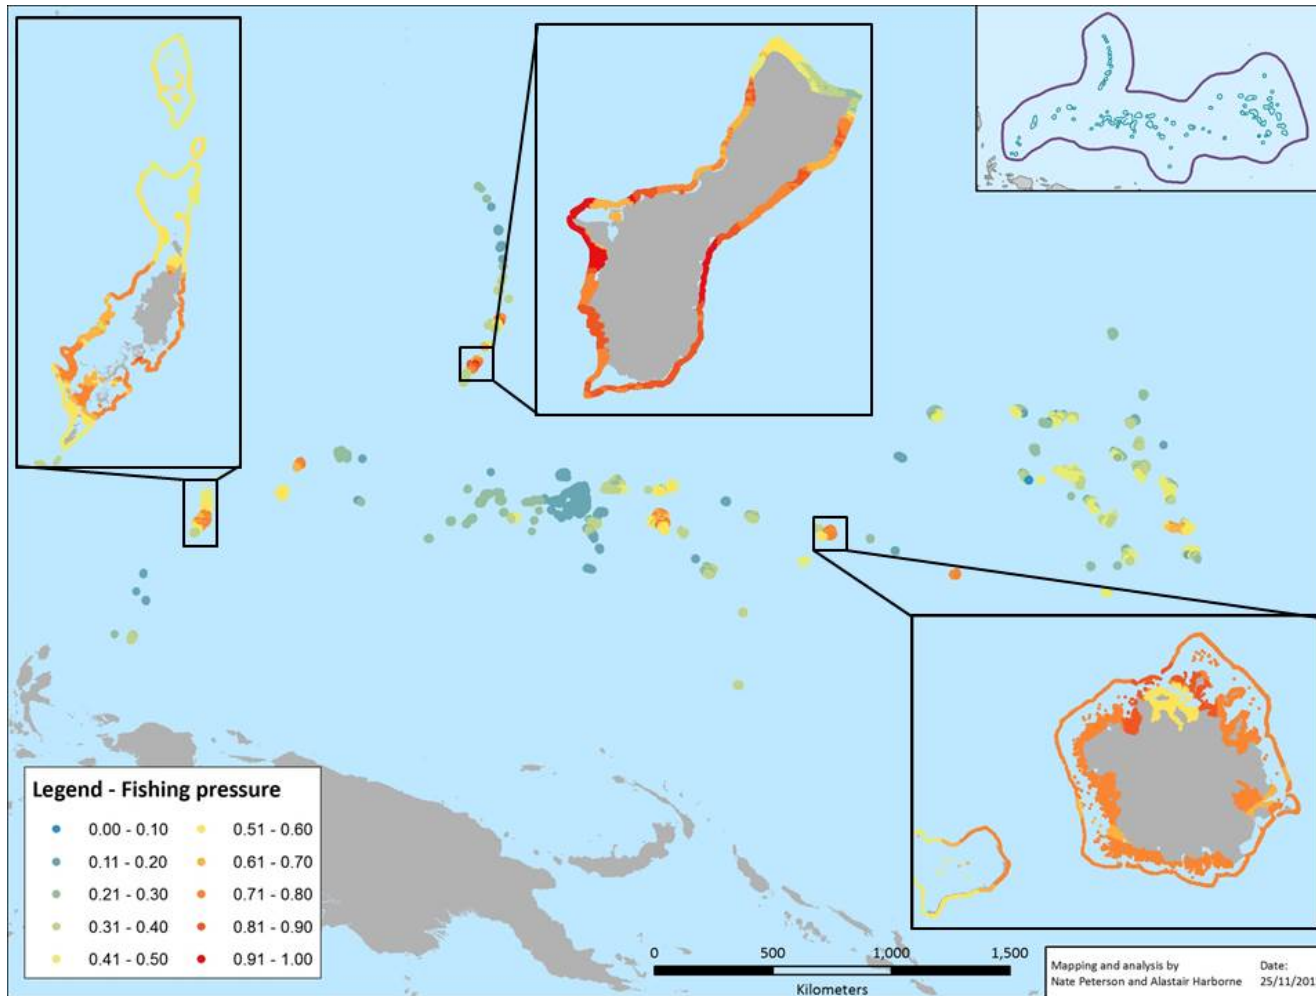 Legend - Fishing pressure
0.00 - 0.10 0.51 - 0.60
0.11 - 0.20 0.61 - 0.70
0.21 - 0.30 0.71 - 0.80
0.31 - 0.40 0.81 - 0.90
0.41 - 0.50 0.91 - 1.00
0 500 1,000 1,500
Kilometers
Mapping and analysis by Date:
Nate Peterson and Alastair Harborne 25/11/201